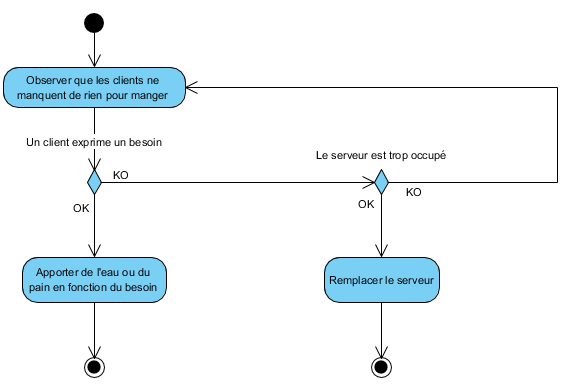 Observer que les clients ne
manquent de rien pour manger
Un client exprime un besoin
Le serveur est trop occupé
KO
KO
OK
OK
Apporter de l'eau ou du
pain en fonction du besoin
Remplacer le serveur